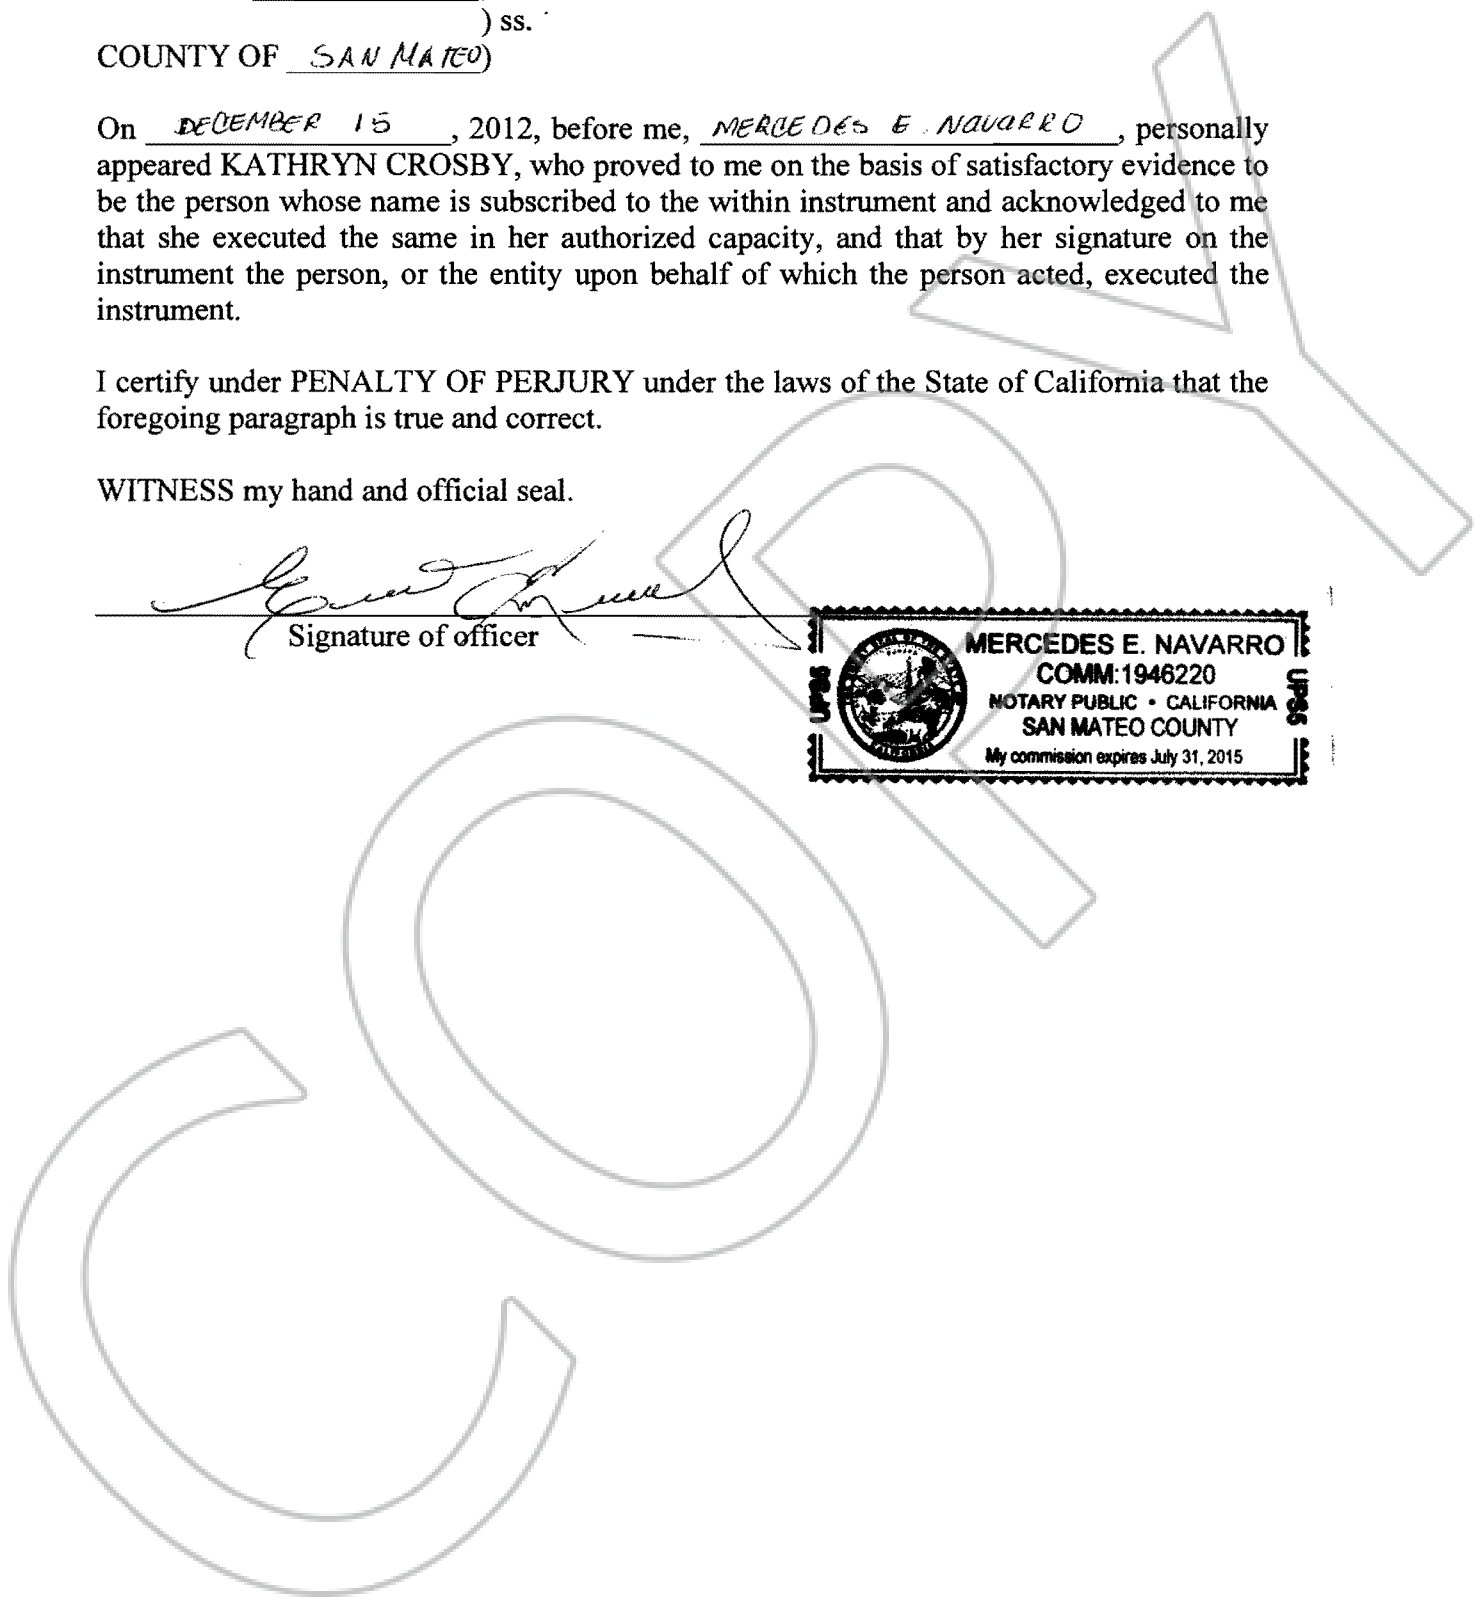 ) ss.
COUNTY OF SAN MATEO)
On DECEMBER 15, 2012, before me, MERCEDES E. NAVARRO, personally
appeared KATHRYN CROSBY, who proved to me on the basis of satisfactory evidence to
be the person whose name is subscribed to the within instrument and acknowledged to me
that she executed the same in her authorized capacity, and that by her signature on the
instrument the person, or the entity upon behalf of which the person acted, executed the
instrument.
I certify under PENALTY OF PERJURY under the laws of the State of California that the
foregoing paragraph is true and correct.
WITNESS my hand and official seal.
Signature of officer
MERCEDES E. NAVARRO
COMM:1946220
NOTARY PUBLIC • CALIFORNIA
SAN MATEO COUNTY
My commission expires July 31, 2015
COPY